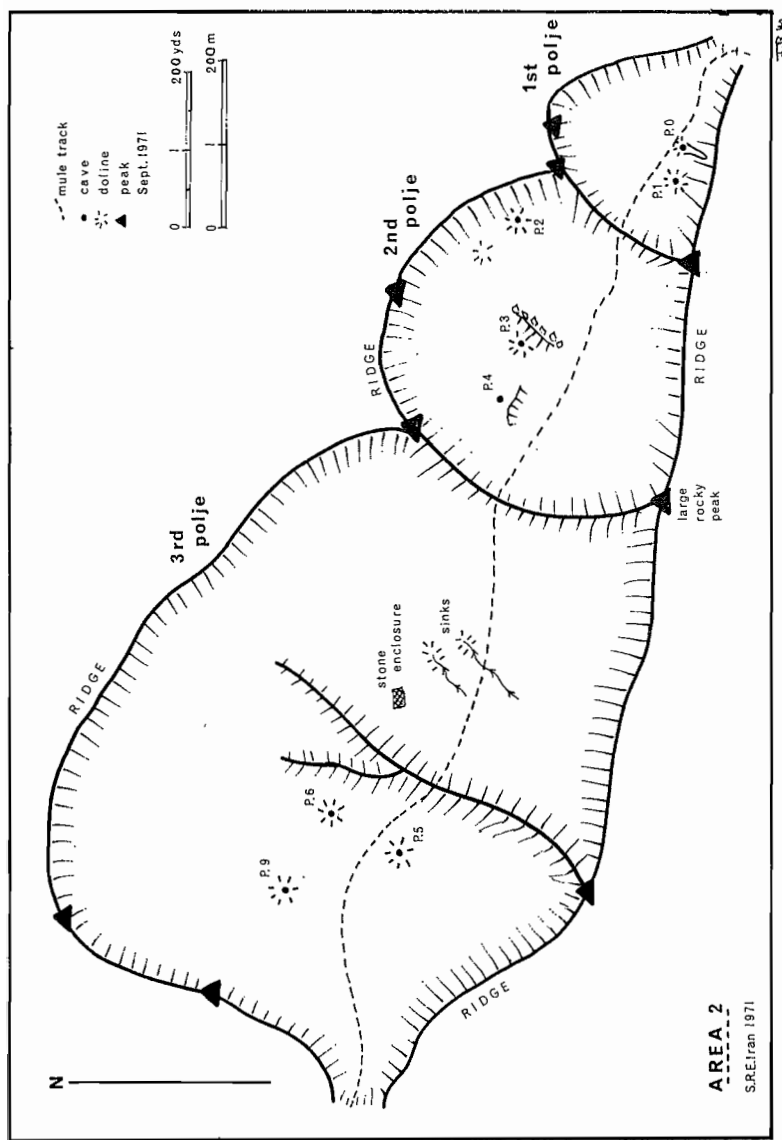 N
AREA 2
S.R.E.Iran 1971
mule track
cave
doline
peak
Sept. 1971
0 1 200 yds
0 1 200 m
1st
polje
2nd
polje
3rd
polje
RIDGE
RIDGE
RIDGE
RIDGE
P.0
P.1
P.2
P.3
P.4
P.5
P.6
P.9
large
rocky
peak
stone
enclosure
sinks